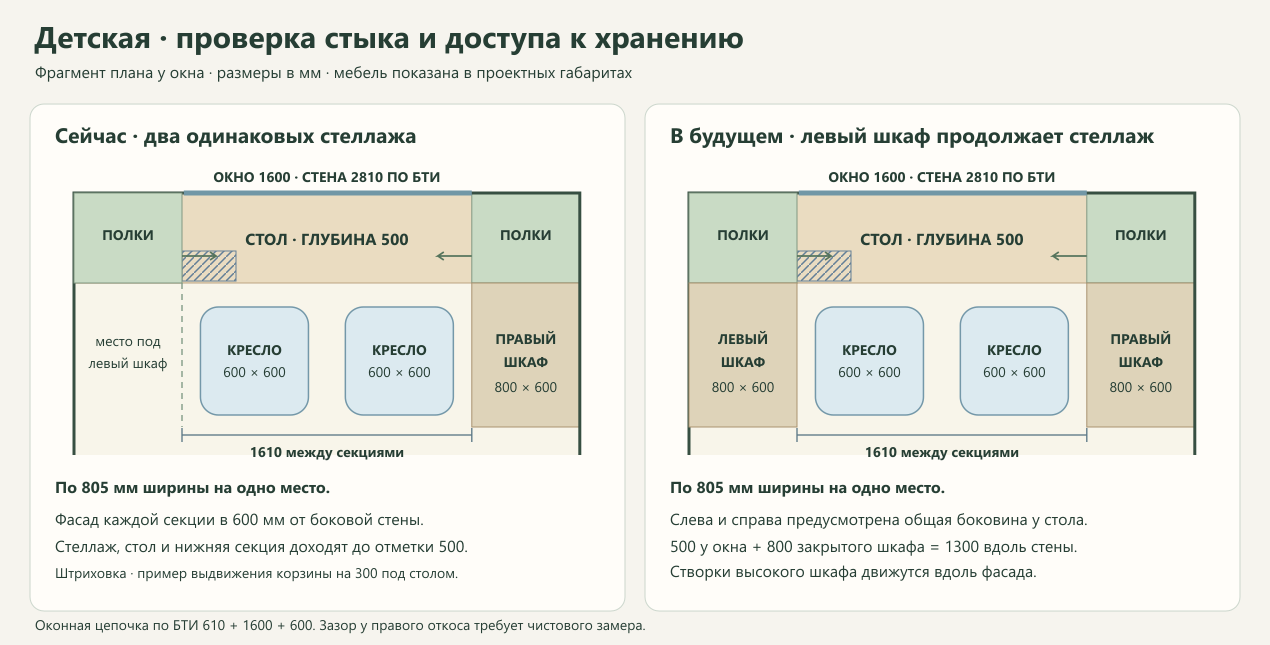 Детская · проверка стыка и доступа к хранению
Фрагмент плана у окна · размеры в мм · мебель показана в проектных габаритах
Сейчас · два одинаковых стеллажа
ОКНО 1600 · СТЕНА 2810 ПО БТИ
ПОЛКИ
СТОЛ · ГЛУБИНА 500
ПОЛКИ
место под
левый шкаф
КРЕСЛО
600 × 600
КРЕСЛО
600 × 600
ПРАВЫЙ
ШКАФ
800 × 600
1610 между секциями
По 805 мм ширины на одно место.
Фасад каждой секции в 600 мм от боковой стены.
Стеллаж, стол и нижняя секция доходят до отметки 500.
Штриховка · пример выдвижения корзины на 300 под столом.
В будущем · левый шкаф продолжает стеллаж
ОКНО 1600 · СТЕНА 2810 ПО БТИ
ПОЛКИ
СТОЛ · ГЛУБИНА 500
ПОЛКИ
ЛЕВЫЙ
ШКАФ
800 × 600
КРЕСЛО
600 × 600
КРЕСЛО
600 × 600
ПРАВЫЙ
ШКАФ
800 × 600
1610 между секциями
По 805 мм ширины на одно место.
Слева и справа предусмотрена общая боковина у стола.
500 у окна + 800 закрытого шкафа = 1300 вдоль стены.
Створки высокого шкафа движутся вдоль фасада.
Оконная цепочка по БТИ 610 + 1600 + 600. Зазор у правого откоса требует чистового замера.